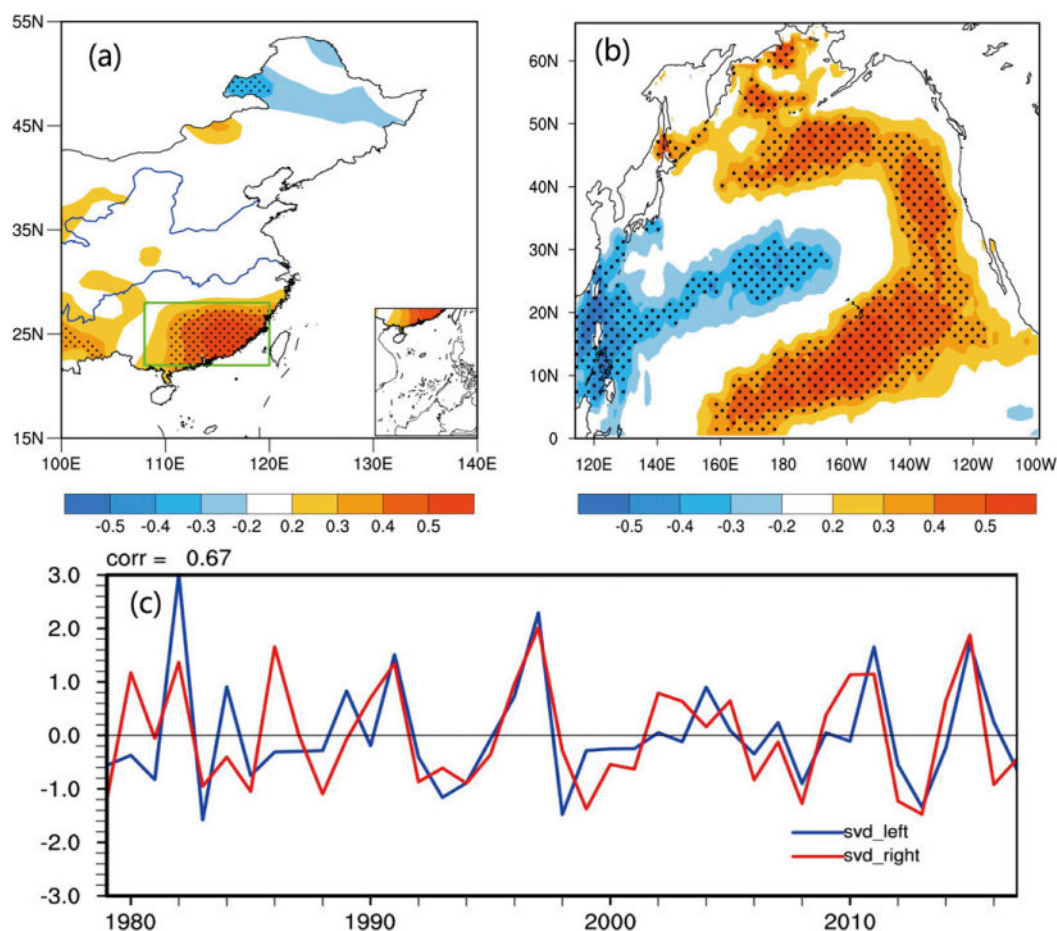 55N
(a)
45N
35N
25N
15N
100E 110E 120E 130E 140E
-0.5 -0.4 -0.3 -0.2 0.2 0.3 0.4 0.5
60N
(b)
50N
40N
30N
20N
10N
0
120E 140E 160E 180 160W 140W 120W 100W
-0.5 -0.4 -0.3 -0.2 0.2 0.3 0.4 0.5
corr = 0.67
3.0
(c)
2.0
1.0
0.0
-1.0
-2.0
-3.0
svd_left
svd_right
1980 1990 2000 2010